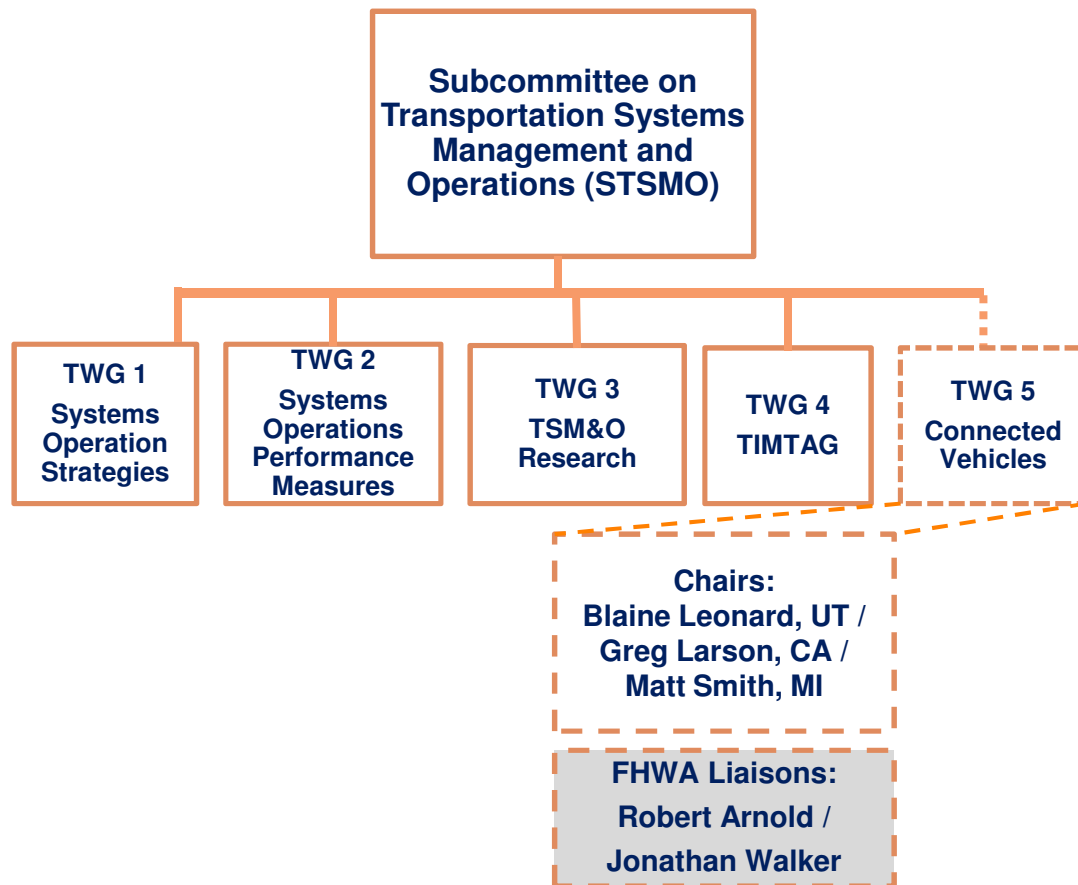 Subcommittee on
Transportation Systems
Management and
Operations (STSMO)
TWG 1
Systems
Operation
Strategies
TWG 2
Systems
Operations
Performance
Measures
TWG 3
TSM&O
Research
TWG 4
TIMTAG
TWG 5
Connected
Vehicles
Chairs:
Blaine Leonard, UT /
Greg Larson, CA /
Matt Smith, MI
FHWA Liaisons:
Robert Arnold /
Jonathan Walker